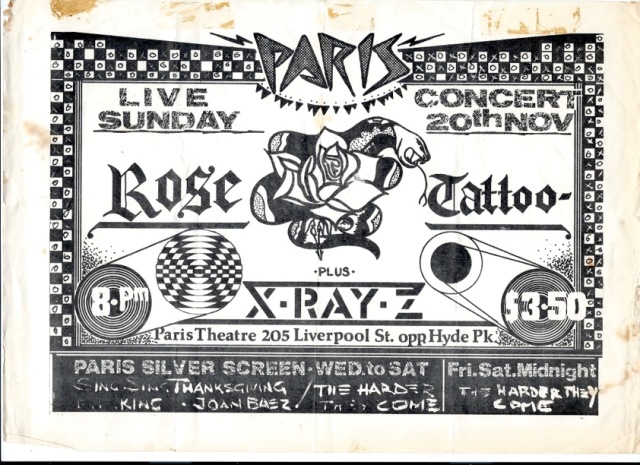 PARIS
LIVE
SUNDAY
CONCERT
20thNOV
Rose
Tattoo-
·PLUS·
X·RAY·Z
8·Pm
$3·50
Paris Theatre 205 Liverpool St. opp Hyde Pk.
PARIS SILVER SCREEN · WED. to SAT
SING SING THANKSGIVING
KING · JOAN BAEZ /
THE HARDER
THEY COME
Fri. Sat. Midnight
THE HARDER THEY
COME